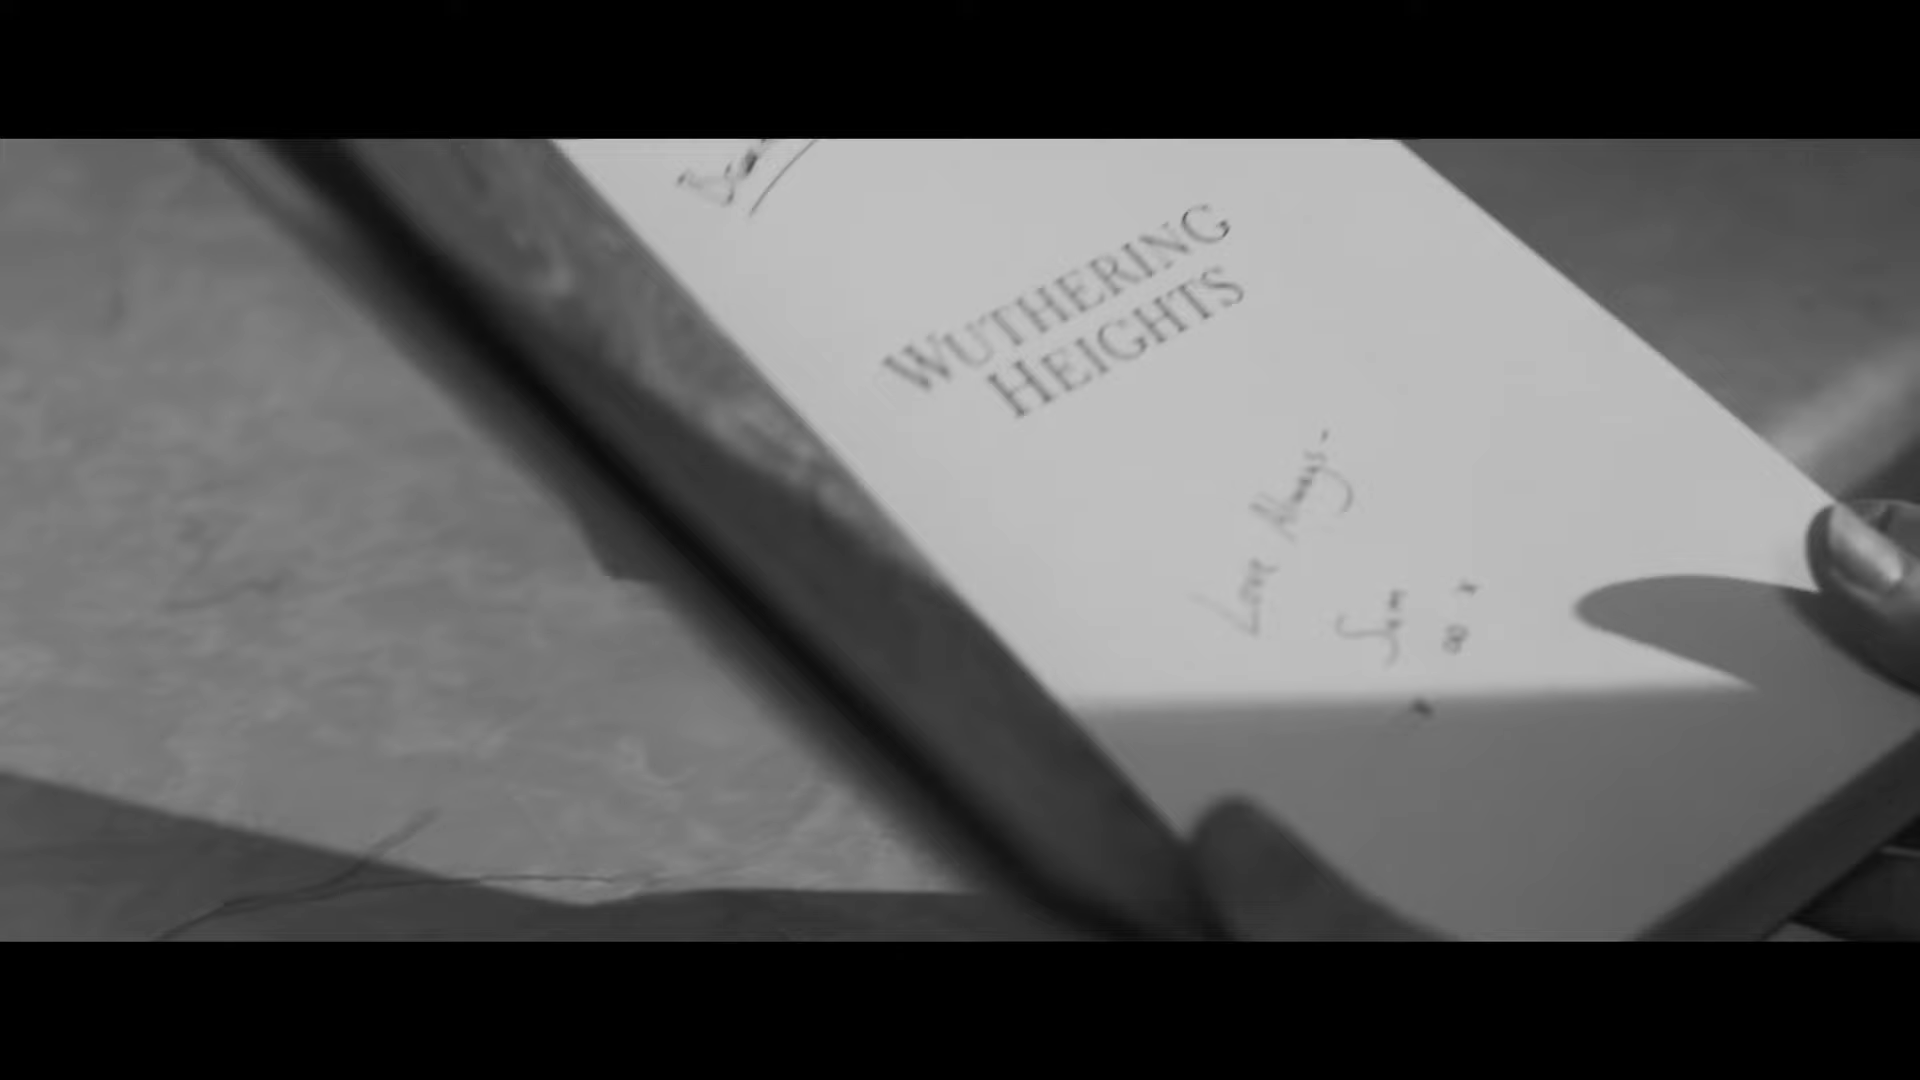 WUTHERING
HEIGHTS
Love Always -
Sam
x ∞ x